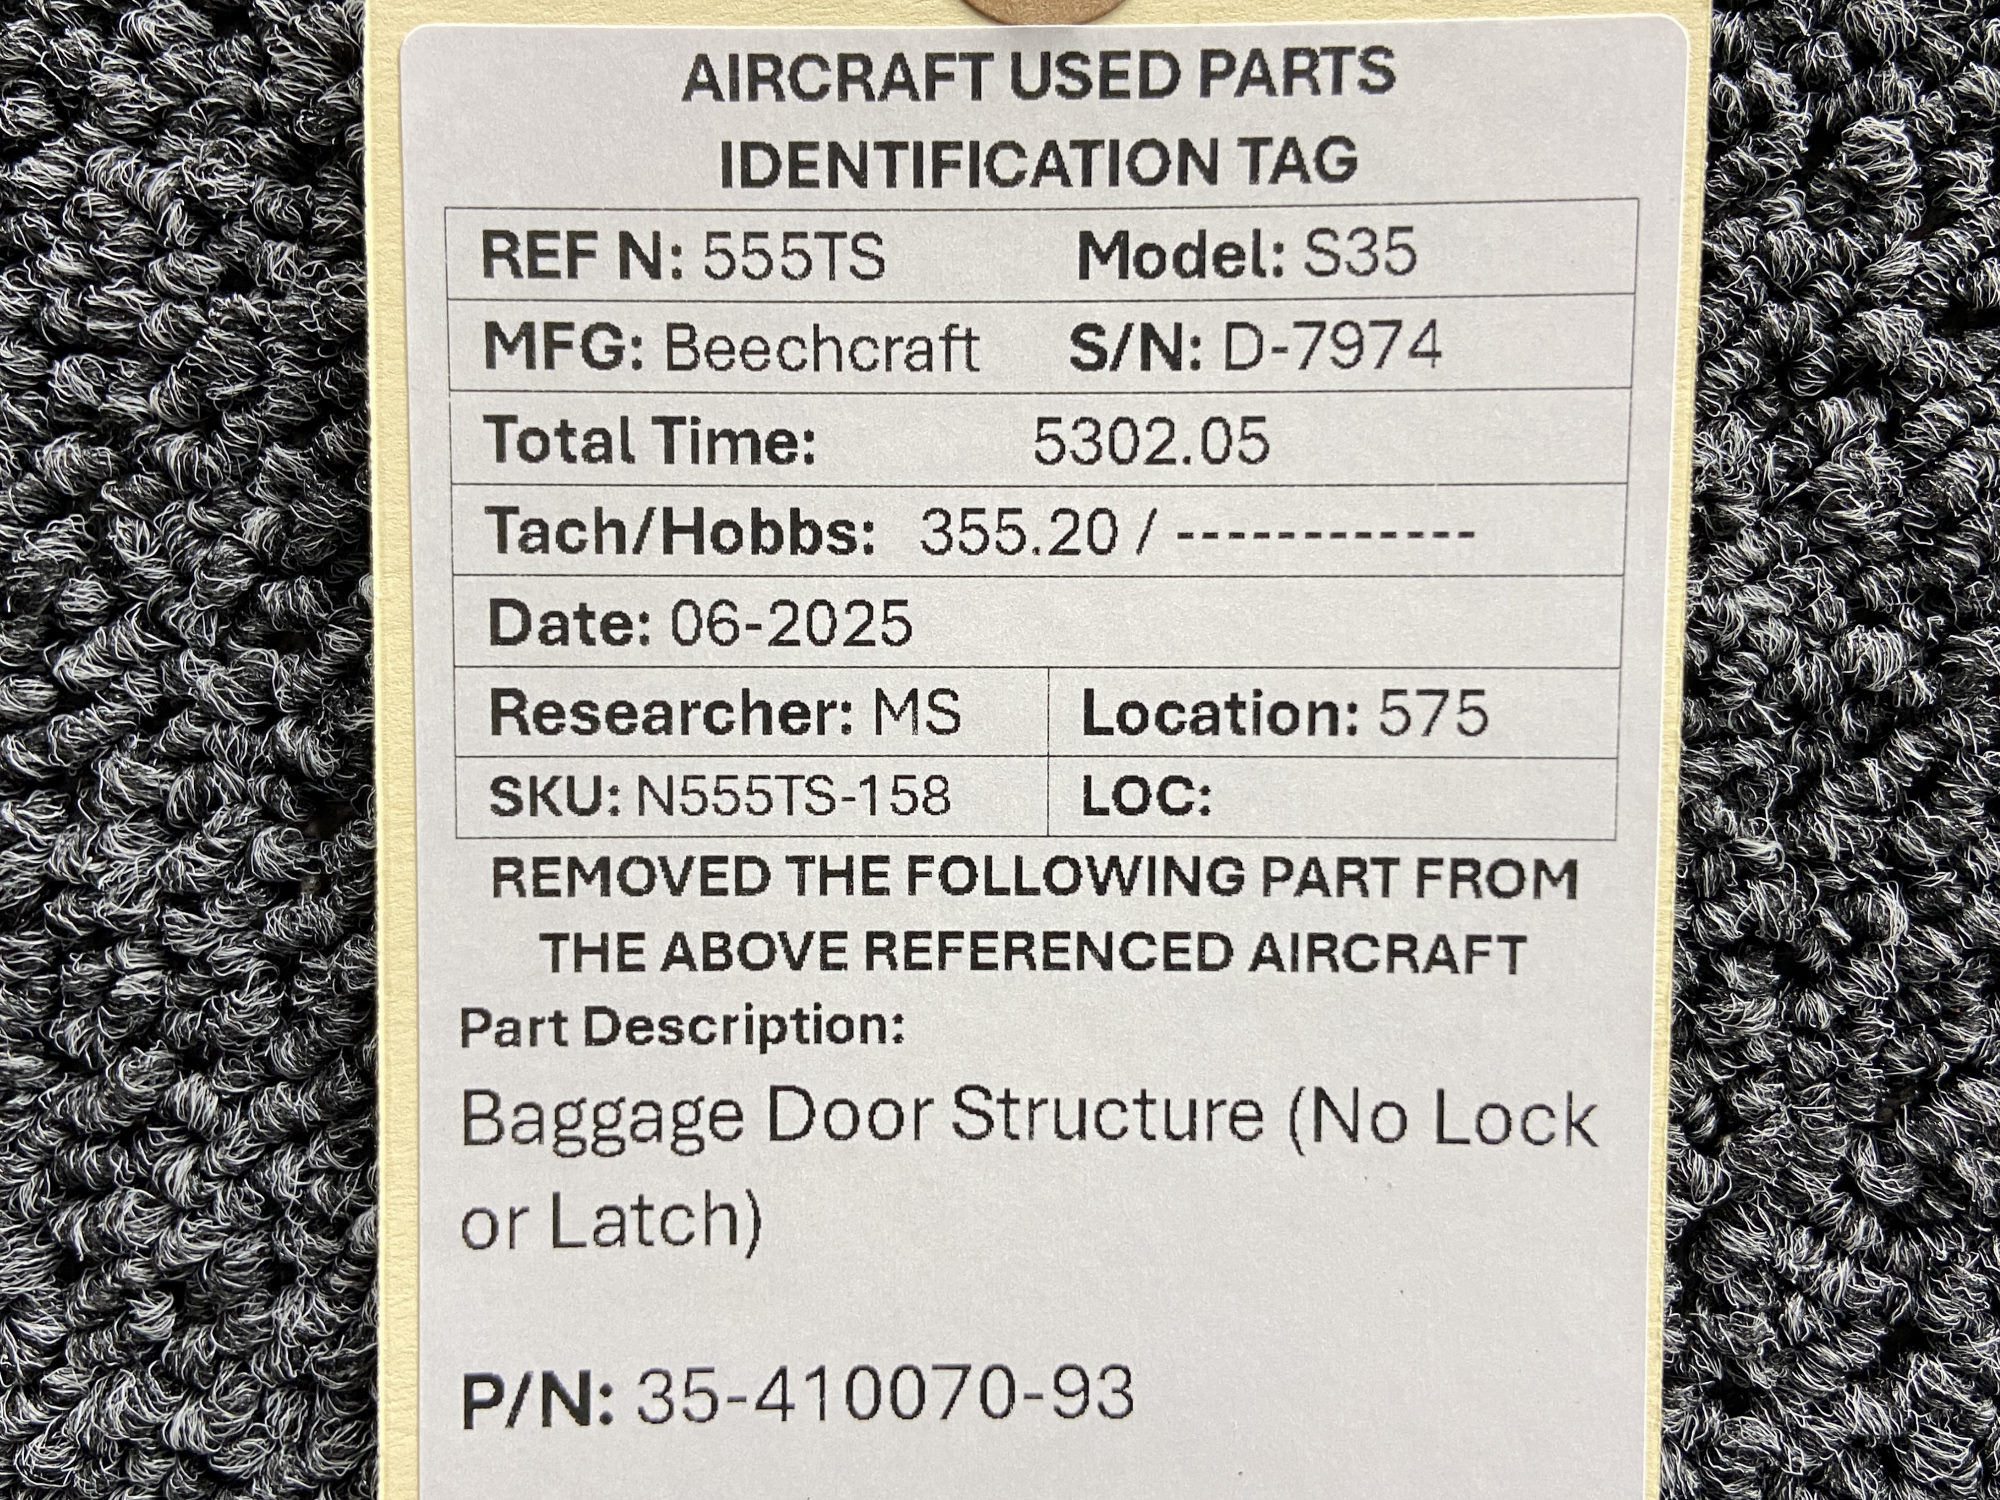 AIRCRAFT USED PARTS
IDENTIFICATION TAG
REF N: 555TS Model: S35
MFG: Beechcraft S/N: D-7974
Total Time: 5302.05
Tach/Hobbs: 355.20 / ------------
Date: 06-2025
Researcher: MS Location: 575
SKU: N555TS-158 LOC:
REMOVED THE FOLLOWING PART FROM
THE ABOVE REFERENCED AIRCRAFT
Part Description:
Baggage Door Structure (No Lock
or Latch)
P/N: 35-410070-93